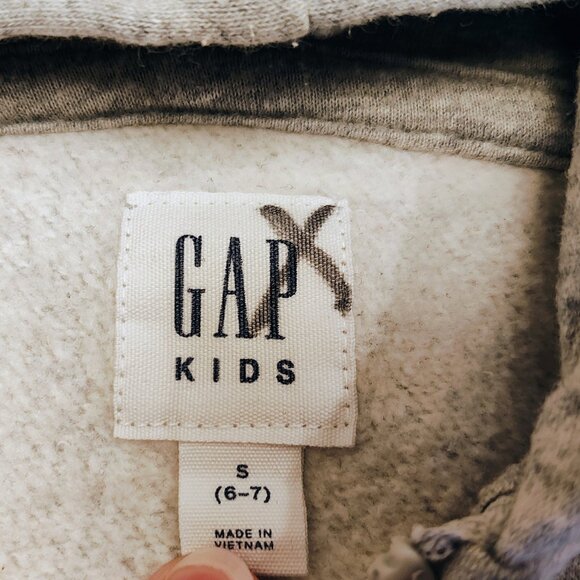 GAP
KIDS
S
(6-7)
MADE IN
VIETNAM